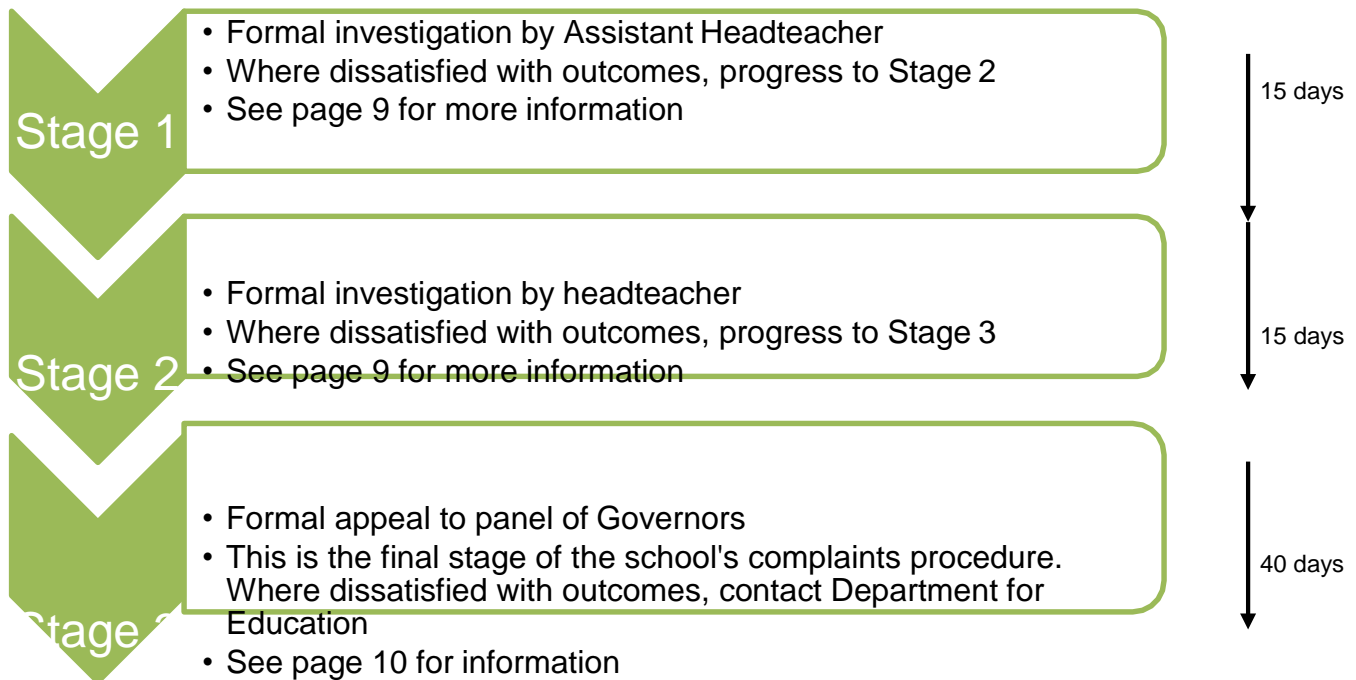 • Formal investigation by Assistant Headteacher
• Where dissatisfied with outcomes, progress to Stage 2
• See page 9 for more information
Stage 1
15 days
• Formal investigation by headteacher
• Where dissatisfied with outcomes, progress to Stage 3
• See page 9 for more information
Stage 2
15 days
• Formal appeal to panel of Governors
• This is the final stage of the school's complaints procedure.
Where dissatisfied with outcomes, contact Department for
Education
• See page 10 for information
Stage 3
40 days